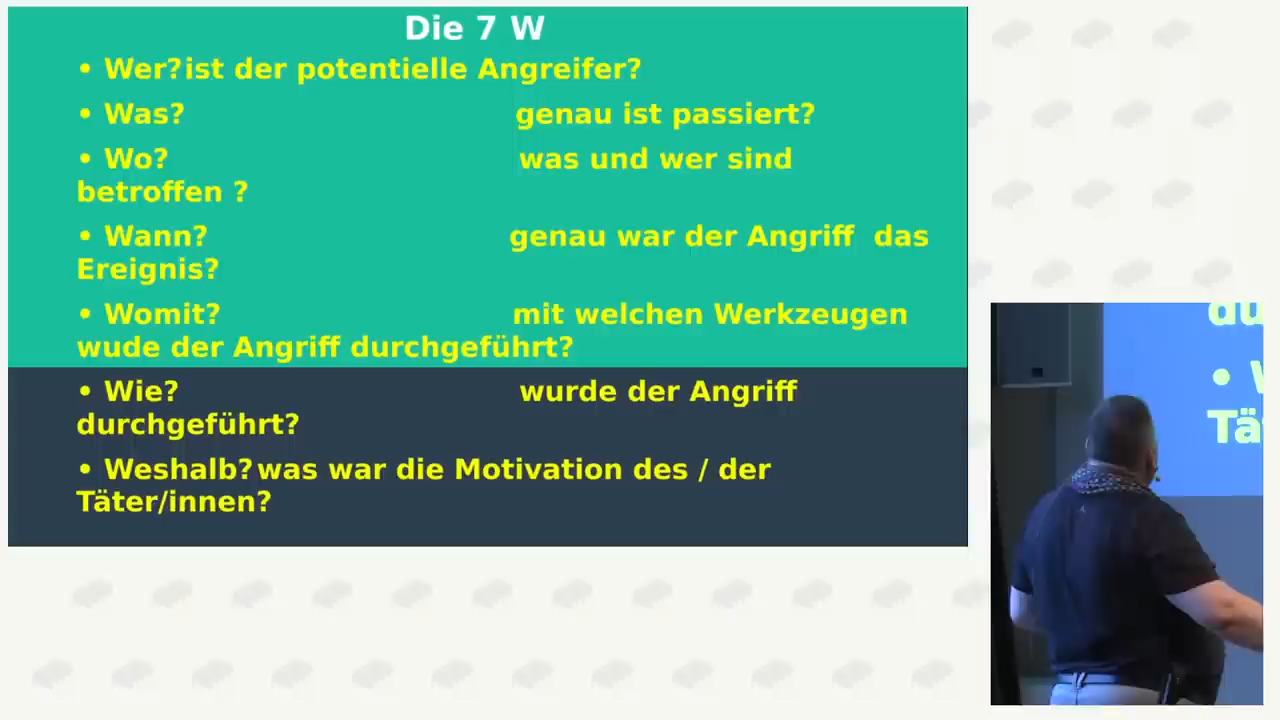 Die 7 W
• Wer? ist der potentielle Angreifer?
• Was? genau ist passiert?
• Wo? was und wer sind
betroffen ?
• Wann? genau war der Angriff das
Ereignis?
• Womit? mit welchen Werkzeugen
wude der Angriff durchgeführt?
• Wie? wurde der Angriff
durchgeführt?
• Weshalb? was war die Motivation des / der
Täter/innen?
du
• W
Tä